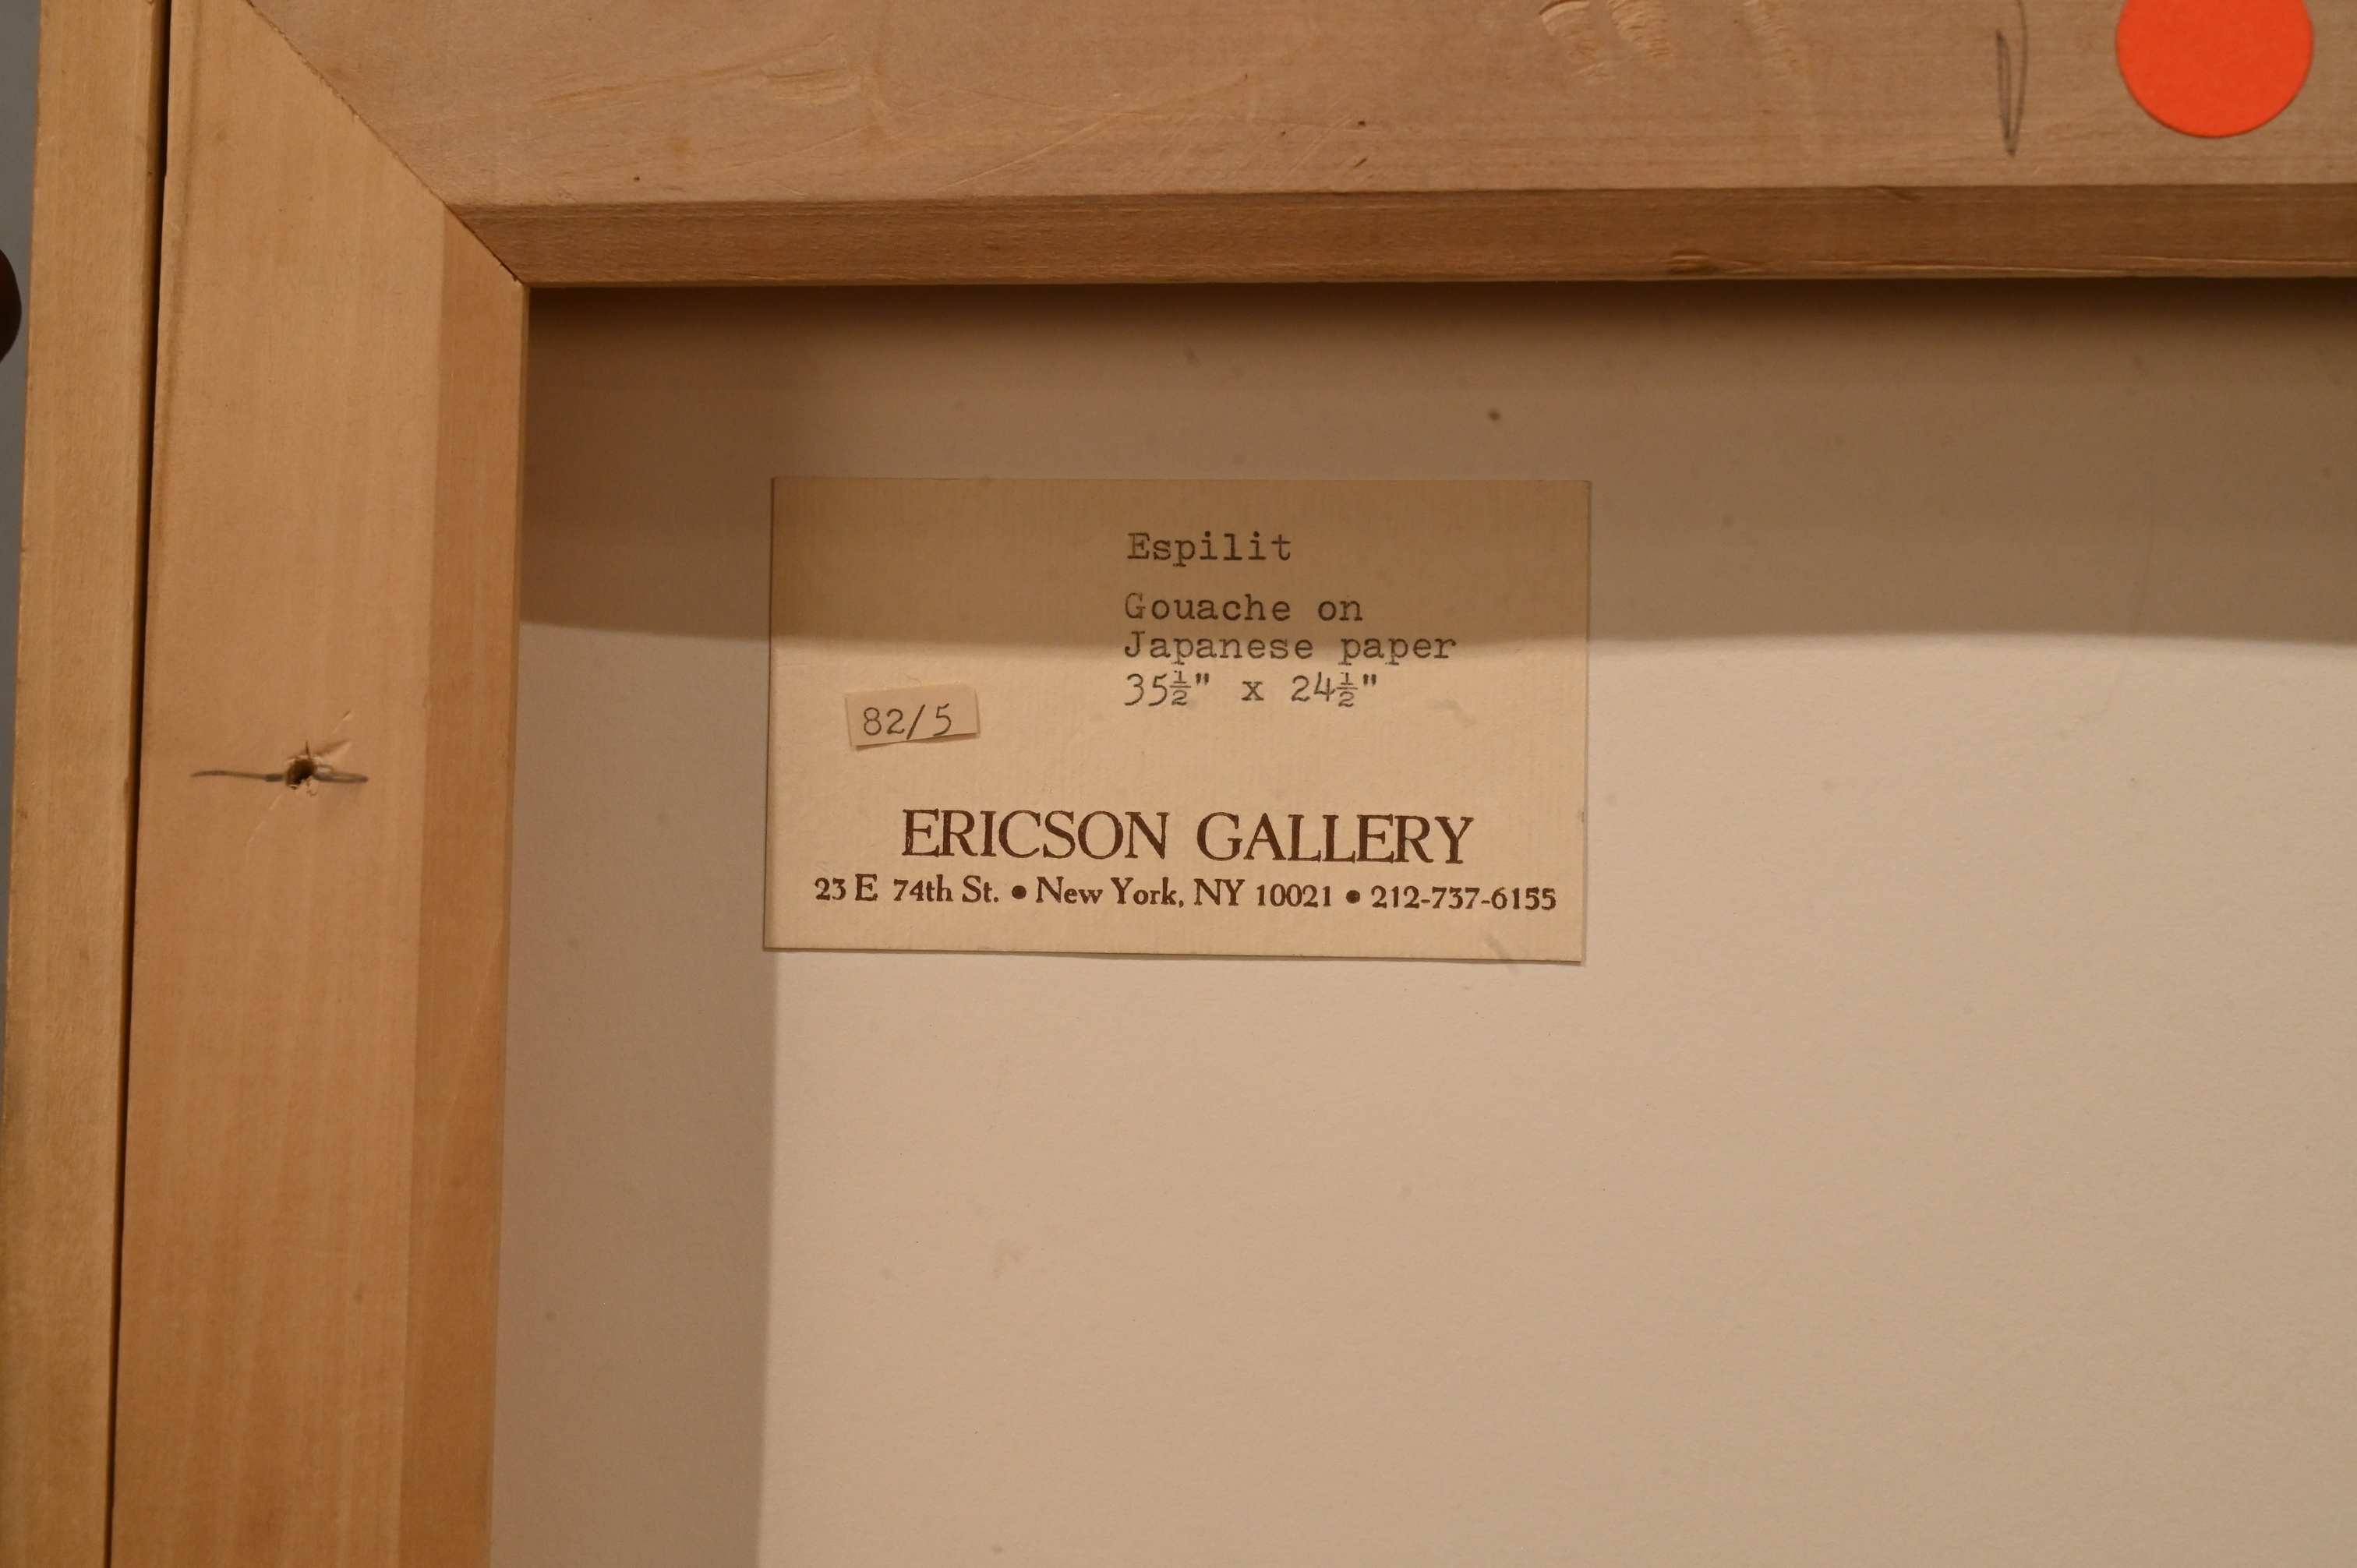 Espilit
Gouache on
Japanese paper
35½" x 24½"
82/5
ERICSON GALLERY
23 E 74th St. • New York, NY 10021 • 212-737-6155